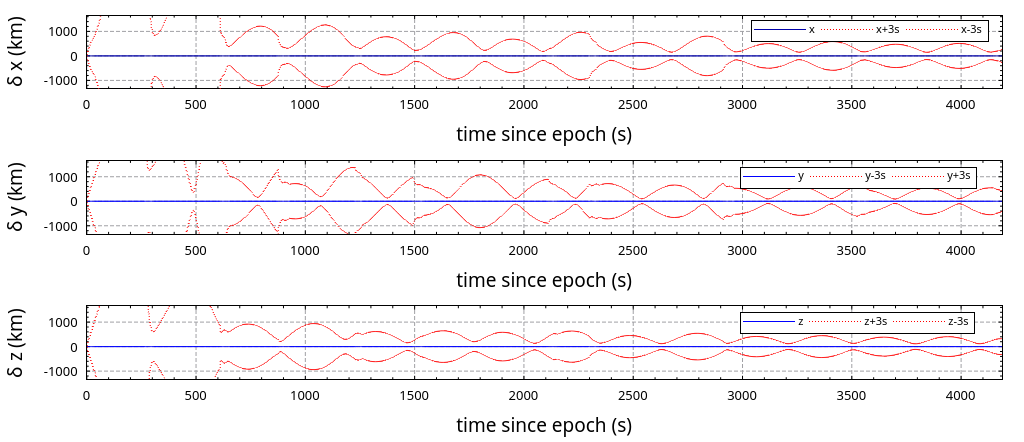 δ x (km)
1000
0
-1000
x x+3s x-3s
0 500 1000 1500 2000 2500 3000 3500 4000
time since epoch (s)
δ y (km)
1000
0
-1000
y y-3s y+3s
0 500 1000 1500 2000 2500 3000 3500 4000
time since epoch (s)
δ z (km)
1000
0
-1000
z z+3s z-3s
0 500 1000 1500 2000 2500 3000 3500 4000
time since epoch (s)